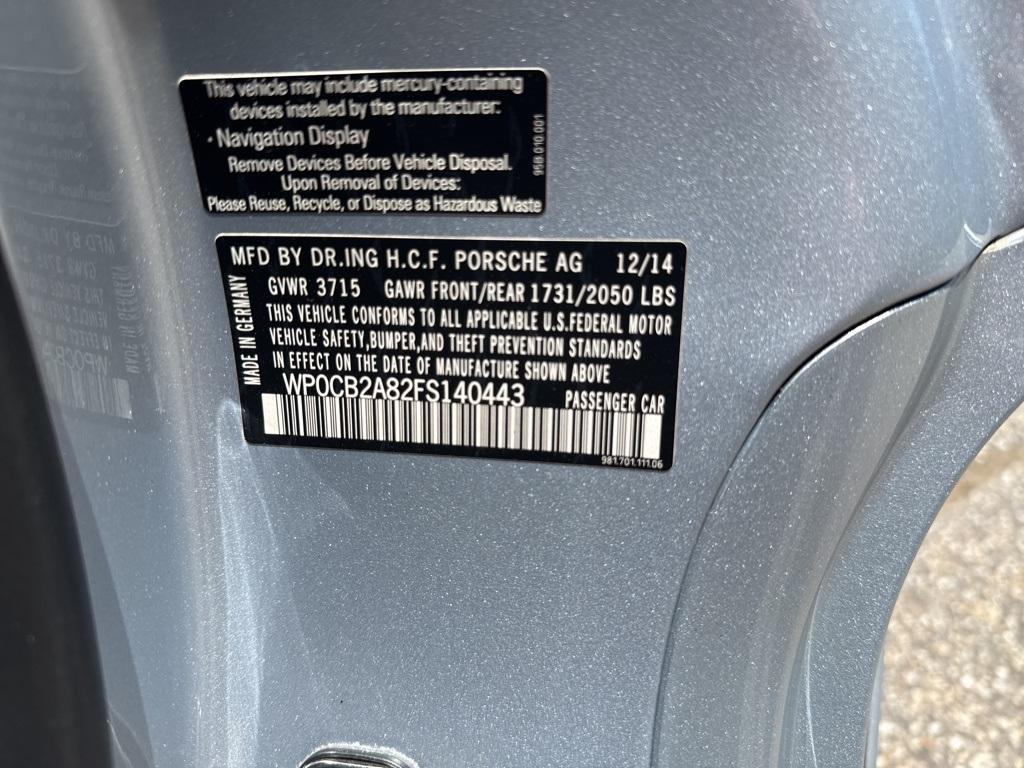 This vehicle may include mercury-containing
devices installed by the manufacturer:
• Navigation Display
Remove Devices Before Vehicle Disposal.
Upon Removal of Devices:
Please Reuse, Recycle, or Dispose as Hazardous Waste
958 010 001
MFD BY DR.ING H.C.F. PORSCHE AG 12/14
GVWR 3715 GAWR FRONT/REAR 1731/2050 LBS
THIS VEHICLE CONFORMS TO ALL APPLICABLE U.S.FEDERAL MOTOR
VEHICLE SAFETY,BUMPER,AND THEFT PREVENTION STANDARDS
IN EFFECT ON THE DATE OF MANUFACTURE SHOWN ABOVE
WP0CB2A82FS140443 PASSENGER CAR
MADE IN GERMANY
981.701.111.06